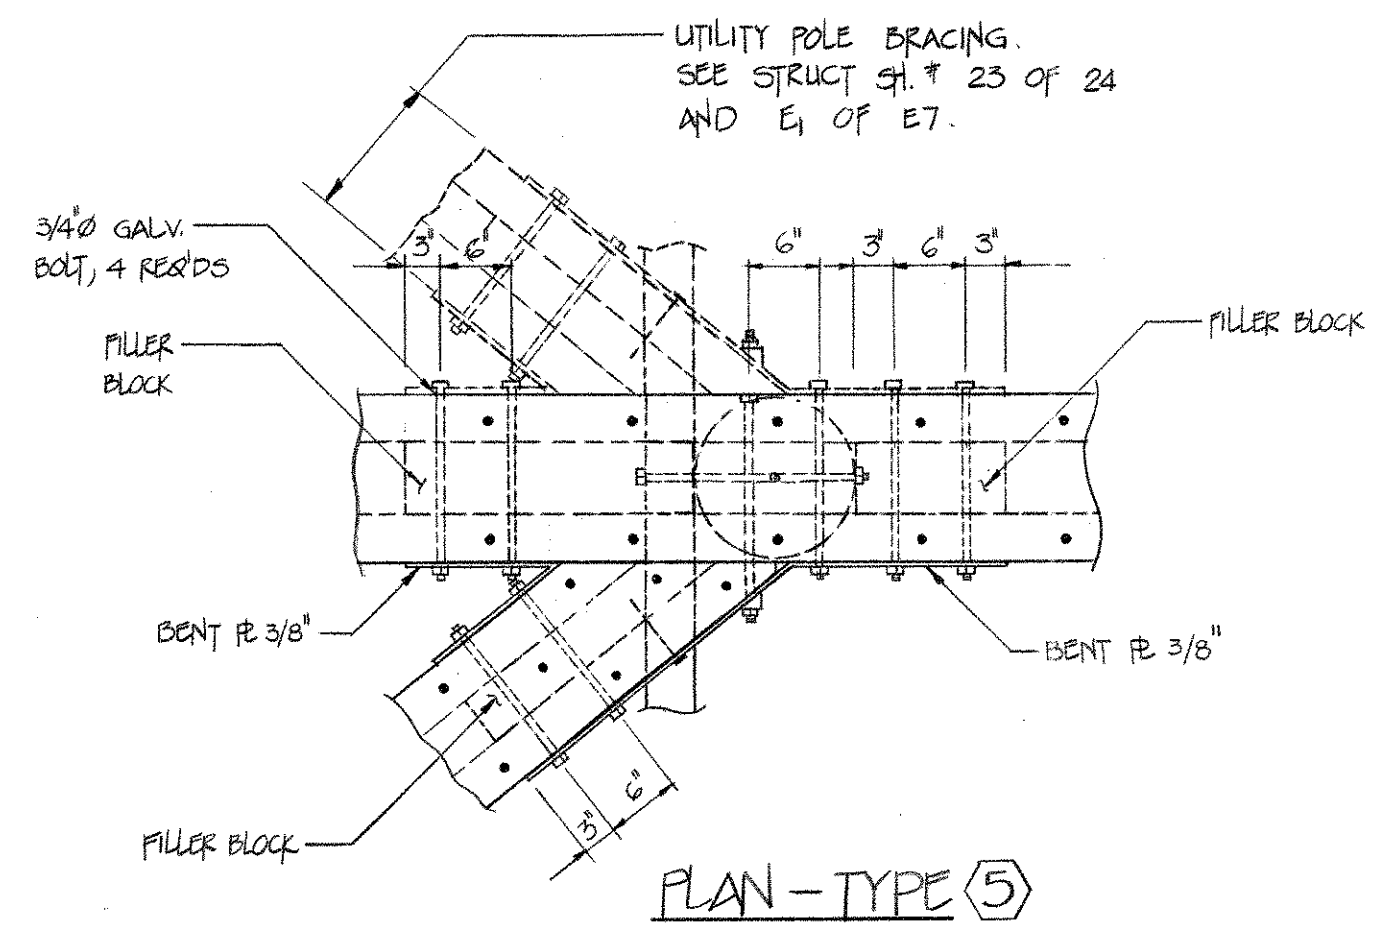 UTILITY POLE BRACING.
SEE STRUCT SH. # 23 OF 24
AND E1 OF E7.
3/4"Ø GALV.
BOLT, 4 REQ'DS
3" 6"
6" 3" 6" 3"
FILLER
BLOCK
FILLER BLOCK
BENT PL 3/8"
BENT PL 3/8"
FILLER BLOCK
3" 6"
PLAN - TYPE 5